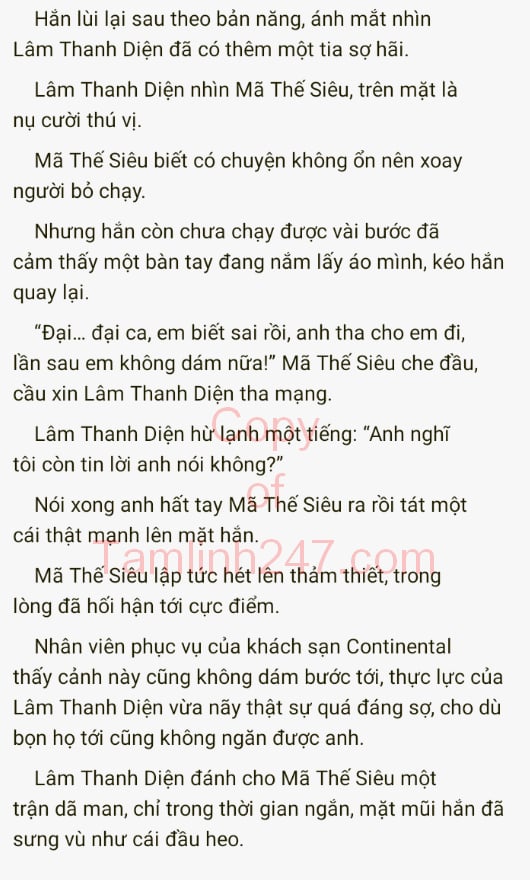 Hắn lùi lại sau theo bản năng, ánh mắt nhìn
Lâm Thanh Diện đã có thêm một tia sợ hãi.
Lâm Thanh Diện nhìn Mã Thế Siêu, trên mặt là
nụ cười thú vị.
Mã Thế Siêu biết có chuyện không ổn nên xoay
người bỏ chạy.
Nhưng hắn còn chưa chạy được vài bước đã
cảm thấy một bàn tay đang nắm lấy áo mình, kéo hắn
quay lại.
“Đại... đại ca, em biết sai rồi, anh tha cho em đi,
lần sau em không dám nữa!” Mã Thế Siêu che đầu,
cầu xin Lâm Thanh Diện tha mạng.
Lâm Thanh Diện hừ lạnh một tiếng: “Anh nghĩ
tôi còn tin lời anh nói không?”
Nói xong anh hất tay Mã Thế Siêu ra rồi tát một
cái thật mạnh lên mặt hắn.
Mã Thế Siêu lập tức hét lên thảm thiết, trong
lòng đã hối hận tới cực điểm.
Nhân viên phục vụ của khách sạn Continental
thấy cảnh này cũng không dám bước tới, thực lực của
Lâm Thanh Diện vừa nãy thật sự quá đáng sợ, cho dù
bọn họ tới cũng không ngăn được anh.
Lâm Thanh Diện đánh cho Mã Thế Siêu một
trận dã man, chỉ trong thời gian ngắn, mặt mũi hắn đã
sưng vù như cái đầu heo.
Copy
of
Tamlinh247.com